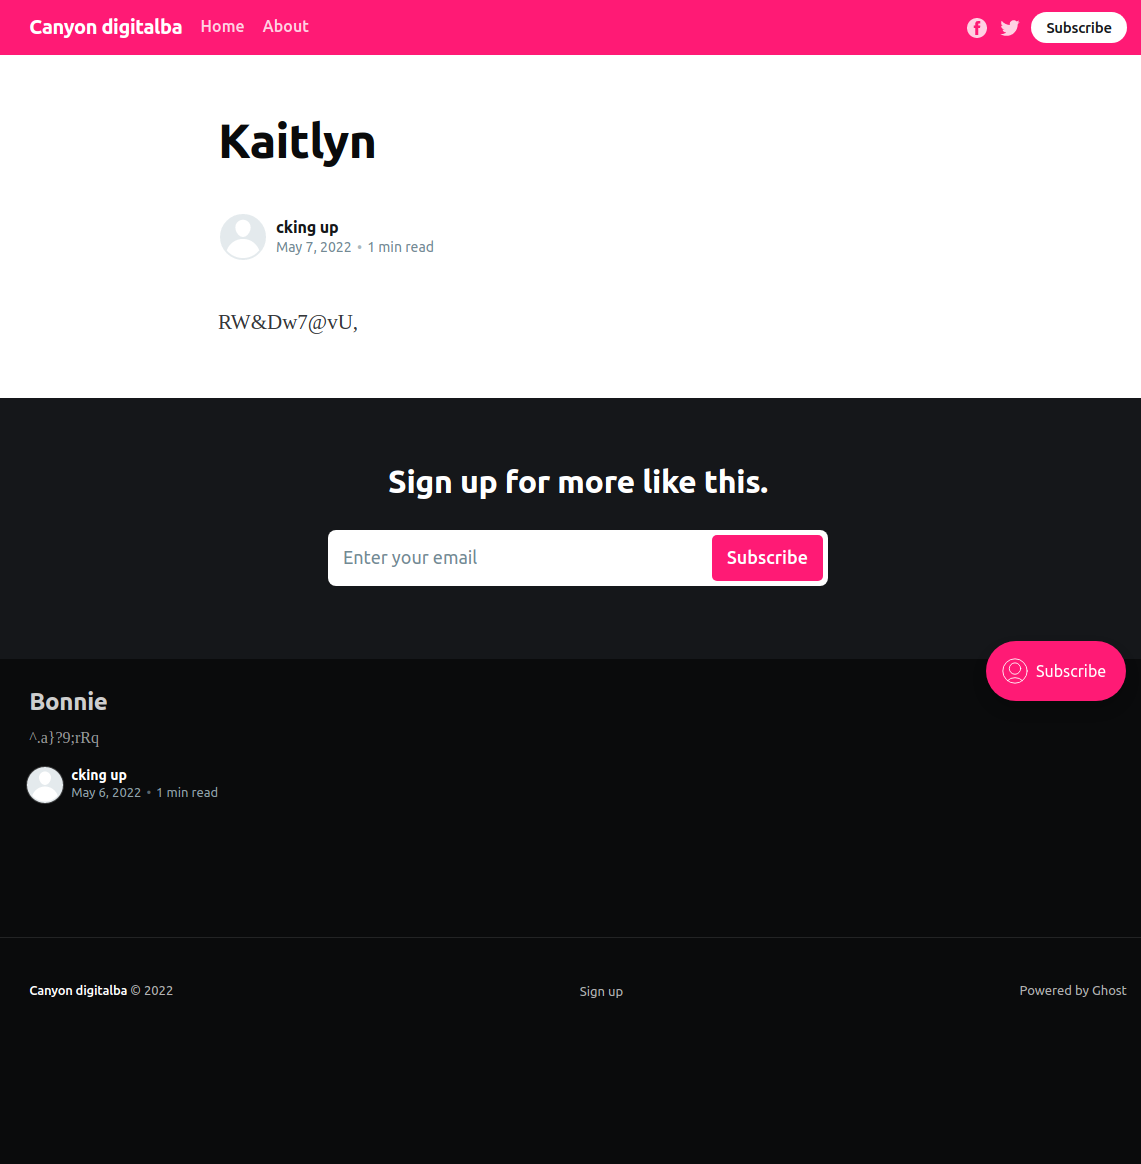 Canyon digitalba Home About Subscribe
Kaitlyn
cking up
May 7, 2022 • 1 min read
RW&Dw7@vU,
Sign up for more like this.
Enter your email Subscribe
Subscribe
Bonnie
^.a}?9;rRq
cking up
May 6, 2022 • 1 min read
Canyon digitalba © 2022 Sign up Powered by Ghost